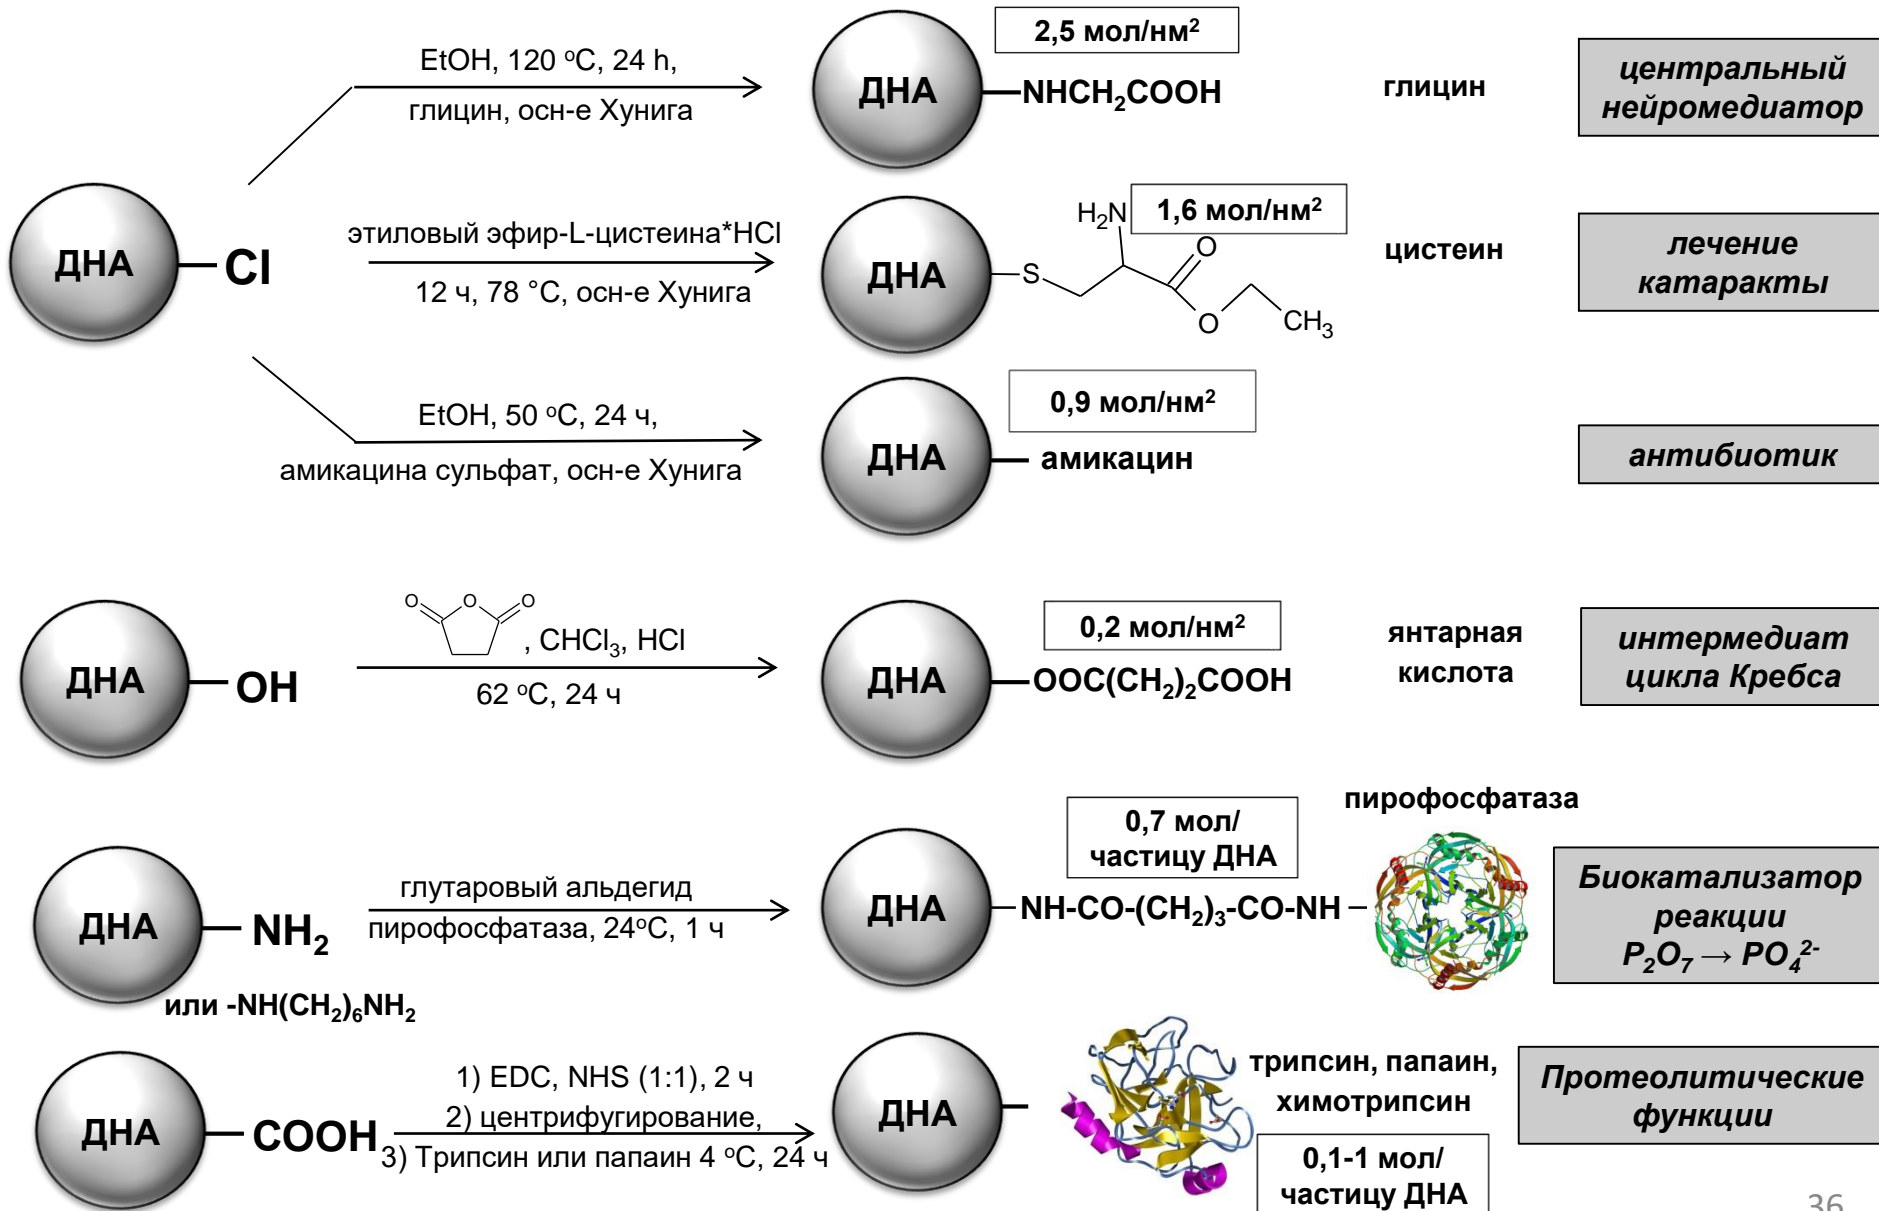 EtOH, 120 °C, 24 h,
глицин, осн-е Хунига
ДНА
2,5 мол/нм²
—NHCH₂COOH
глицин
центральный
нейромедиатор
ДНА
Cl
этиловый эфир-L-цистеина*HCl
12 ч, 78 °C, осн-е Хунига
ДНА
S
H₂N
1,6 мол/нм²
O
O
CH₃
цистеин
лечение
катаракты
EtOH, 50 °C, 24 ч,
амикацина сульфат, осн-е Хунига
ДНА
0,9 мол/нм²
амикацин
антибиотик
ДНА
OH
O
O
O
, CHCl₃, HCl
62 °C, 24 ч
ДНА
0,2 мол/нм²
OOC(CH₂)₂COOH
янтарная
кислота
интермедиат
цикла Кребса
ДНА
NH₂
или -NH(CH₂)₆NH₂
глутаровый альдегид
пирофосфатаза, 24°C, 1 ч
ДНА
0,7 мол/
частицу ДНА
NH-CO-(CH₂)₃-CO-NH
пирофосфатаза
Биокатализатор
реакции
P₂O₇ → PO₄²⁻
ДНА
COOH
1) EDC, NHS (1:1), 2 ч
2) центрифугирование,
3) Трипсин или папаин 4 °C, 24 ч
ДНА
трипсин, папаин,
химотрипсин
0,1-1 мол/
частицу ДНА
Протеолитические
функции
36